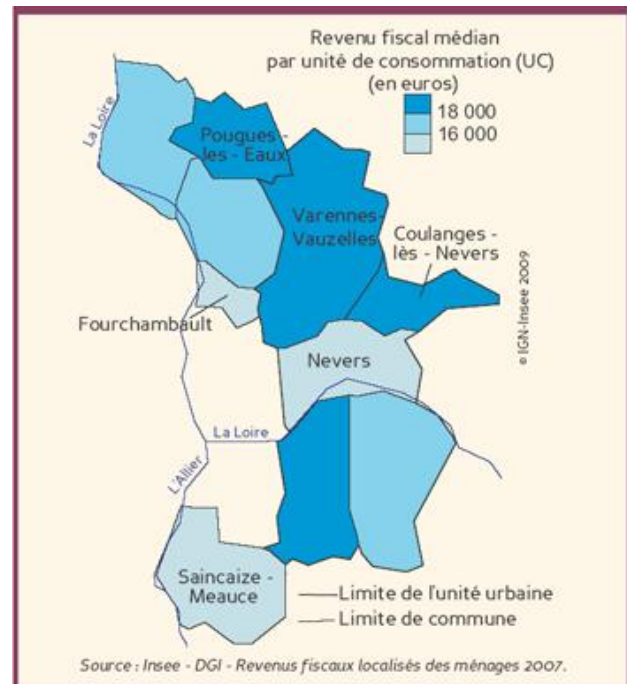 Revenu fiscal médian
par unité de consommation (UC)
(en euros)
18 000
16 000
La Loire
Pougues -
les - Eaux
Varennes-
Vauzelles
Coulanges -
lès - Nevers
Fourchambault
Nevers
© IGN-Insee 2009
La Loire
L'Allier
Saincaize -
Meauce
Limite de l'unité urbaine
Limite de commune
Source : Insee - DGI - Revenus fiscaux localisés des ménages 2007.